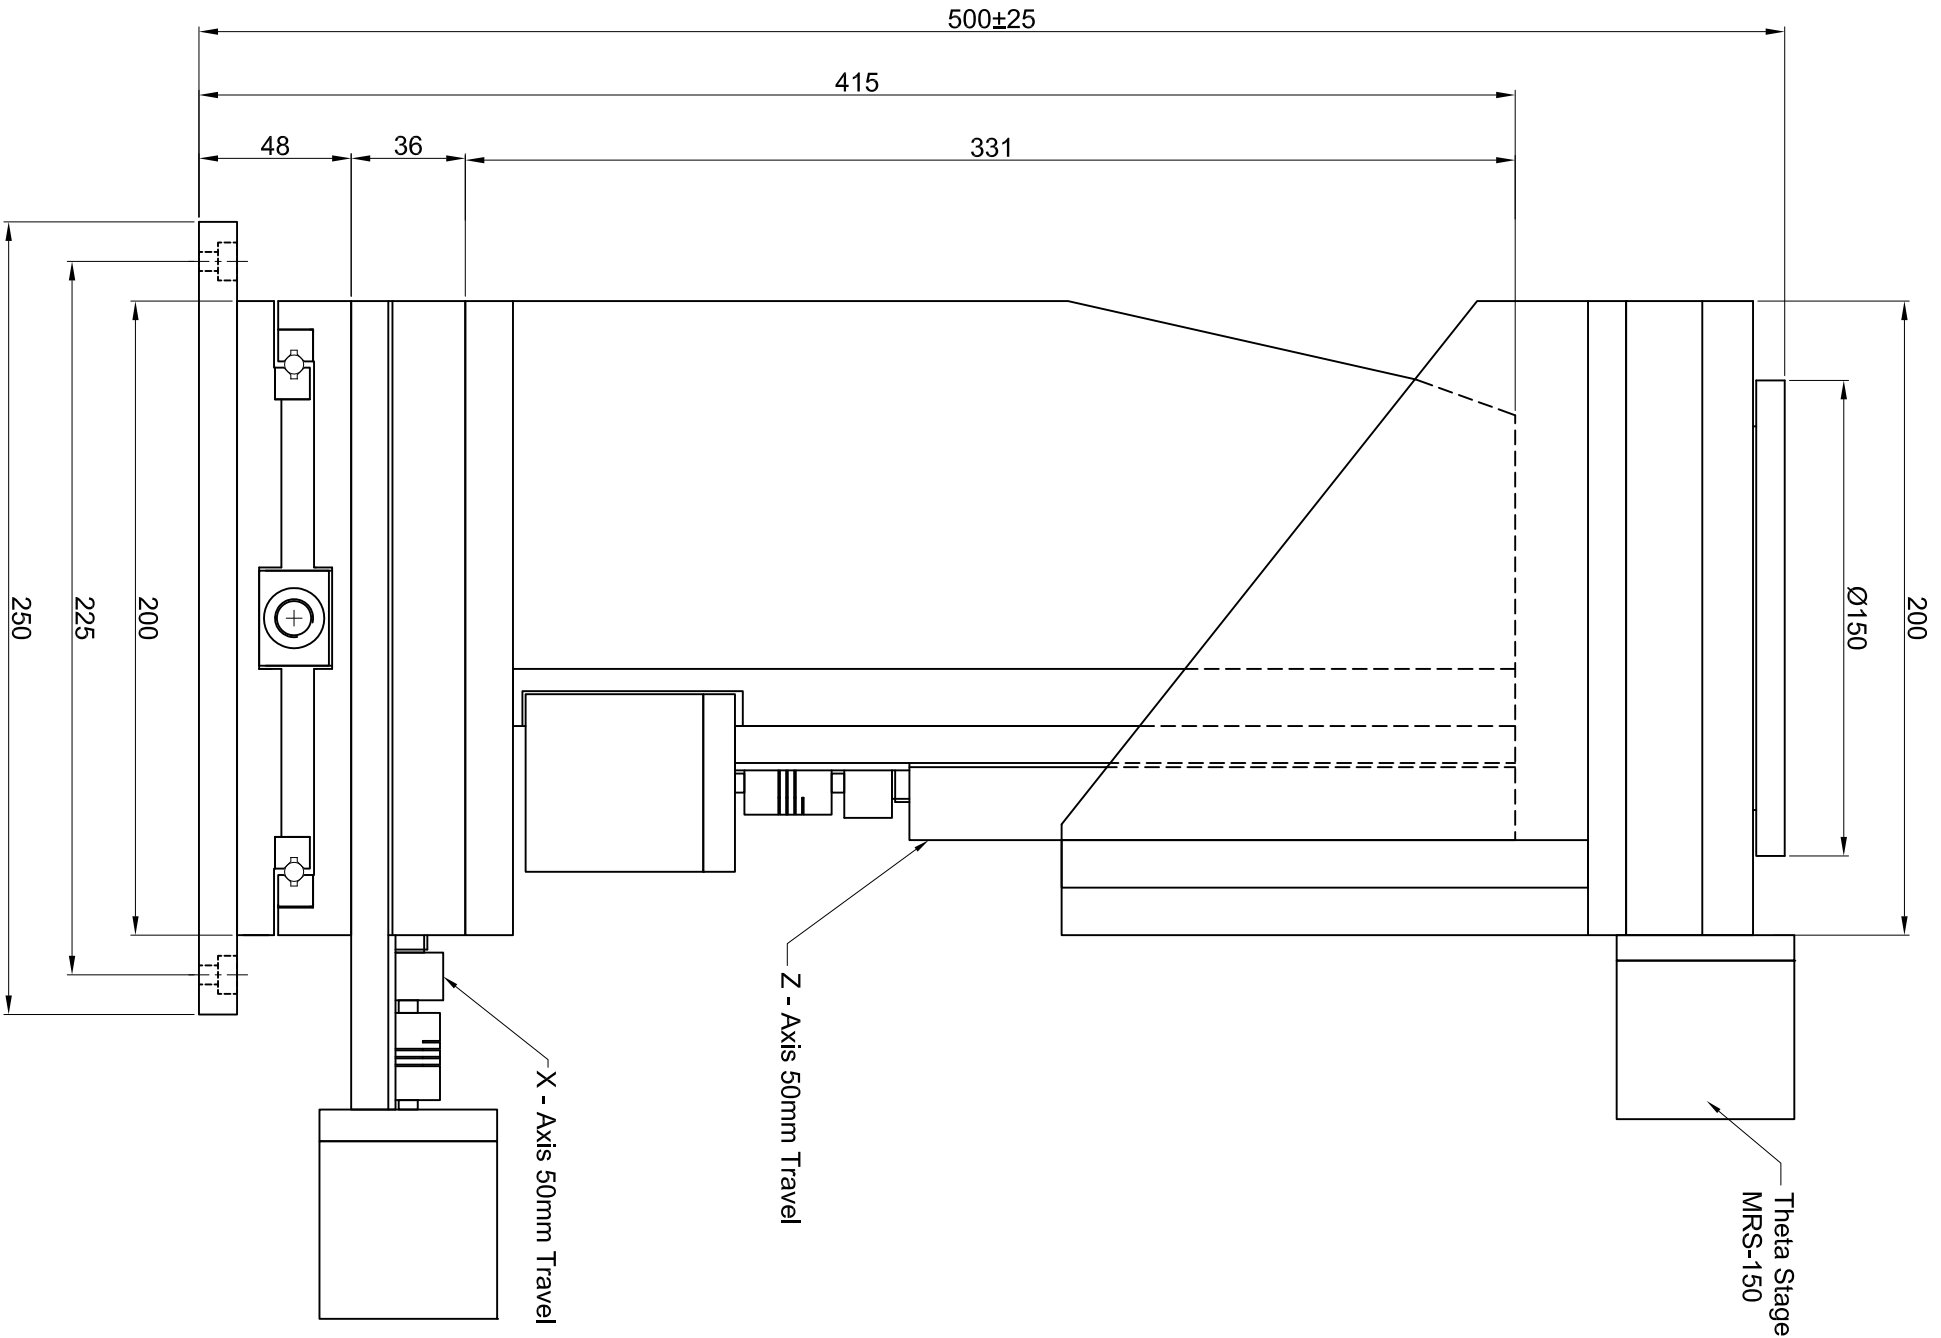 500±25
415
48
36
331
250
225
200
Ø150
200
Z - Axis 50mm Travel
X - Axis 50mm Travel
Theta Stage
MRS-150